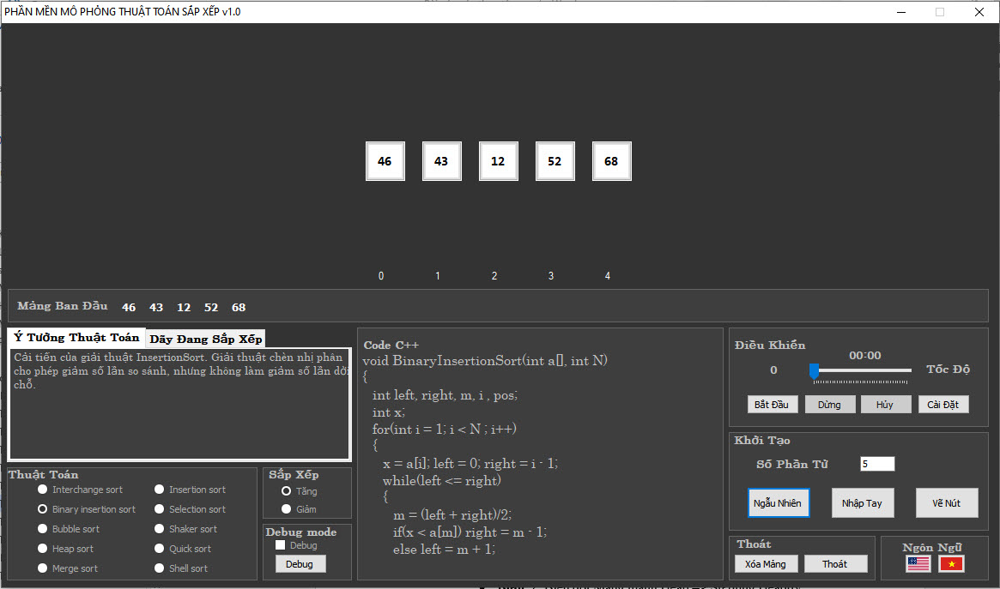 PHẦN MỀN MÔ PHỎNG THUẬT TOÁN SẮP XẾP v1.0
46 43 12 52 68
0 1 2 3 4
Mảng Ban Đầu 46 43 12 52 68
Ý Tưởng Thuật Toán Dãy Đang Sắp Xếp
Cải tiến của giải thuật InsertionSort. Giải thuật chèn nhị phân
cho phép giảm số lần so sánh, nhưng không làm giảm số lần dời
chỗ.
Thuật Toán
Interchange sort Insertion sort
Binary insertion sort Selection sort
Bubble sort Shaker sort
Heap sort Quick sort
Merge sort Shell sort
Sắp Xếp
Tăng
Giảm
Debug mode
Debug
Debug
Code C++
void BinaryInsertionSort(int a[], int N)
{
int left, right, m, i , pos;
int x;
for(int i = 1; i < N ; i++)
{
x = a[i]; left = 0; right = i - 1;
while(left <= right)
{
m = (left + right)/2;
if(x < a[m]) right = m - 1;
else left = m + 1;
Điều Khiển
00:00
0 Tốc Độ
Bắt Đầu Dừng Hủy Cài Đặt
Khởi Tạo
Số Phần Tử 5
Ngẫu Nhiên Nhập Tay Vẽ Nút
Thoát
Xóa Mảng Thoát
Ngôn Ngữ